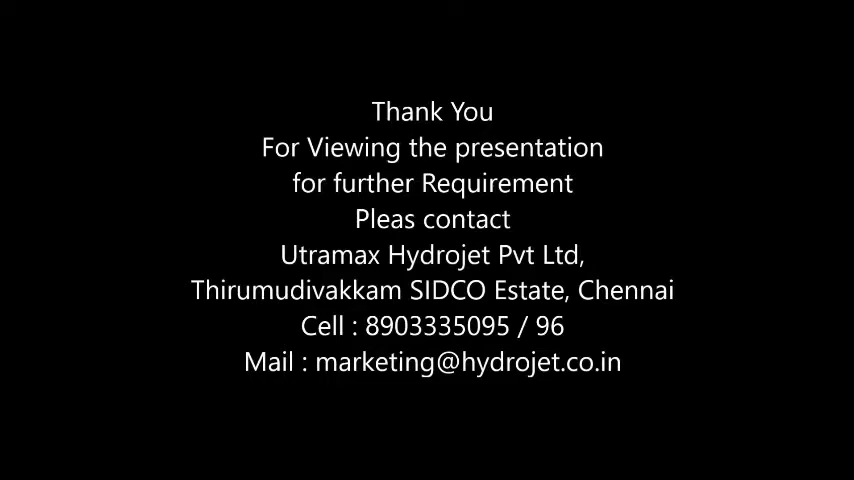 Thank You
For Viewing the presentation
for further Requirement
Pleas contact
Utramax Hydrojet Pvt Ltd,
Thirumudivakkam SIDCO Estate, Chennai
Cell : 8903335095 / 96
Mail : marketing@hydrojet.co.in